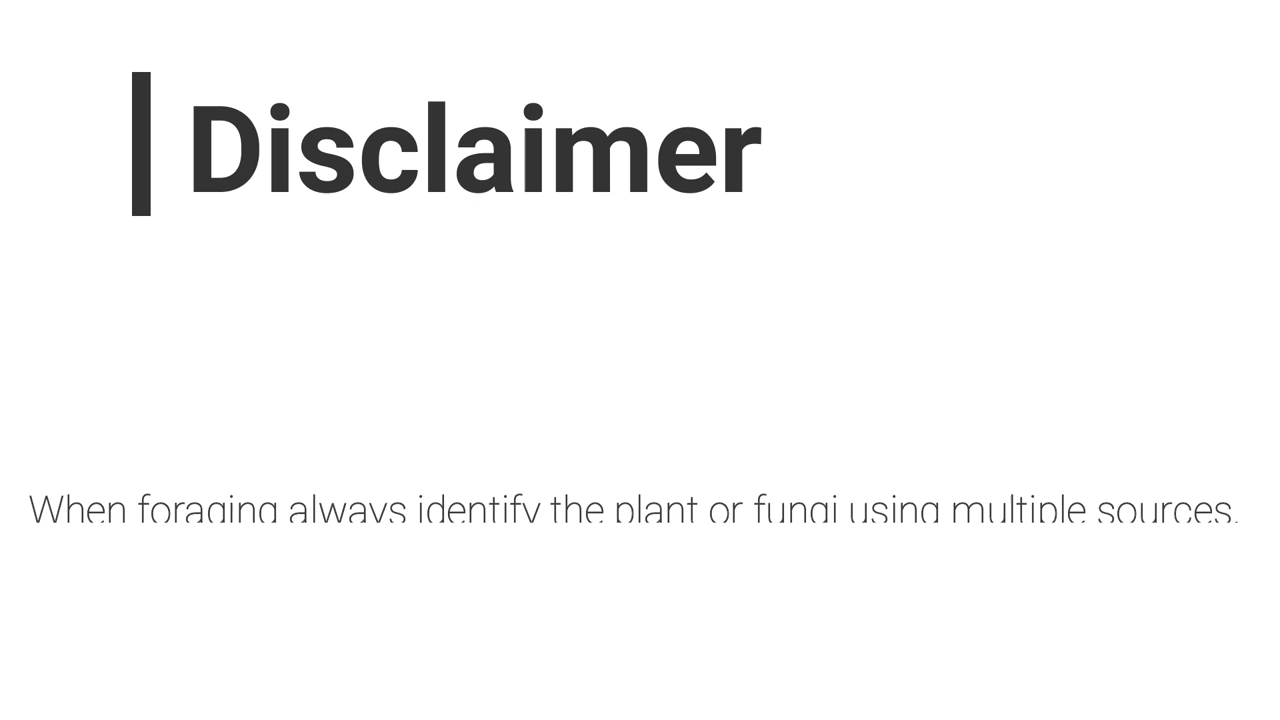 Disclaimer
When foraging always identify the plant or fungi using multiple sources.